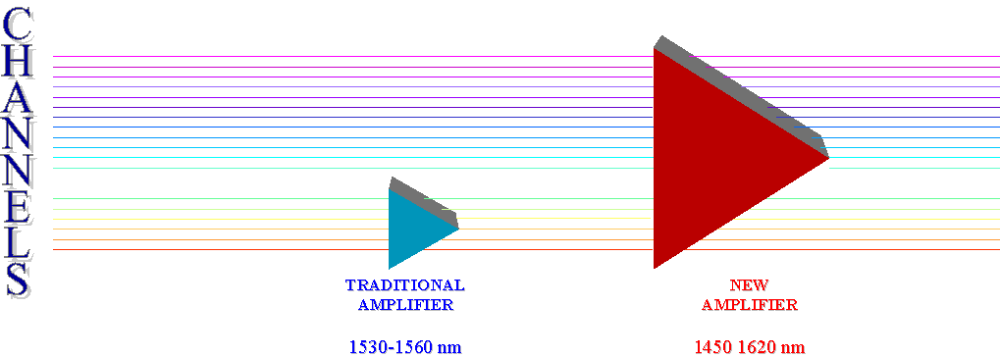 CHANNELS
TRADITIONAL
AMPLIFIER
1530-1560 nm
NEW
AMPLIFIER
1450 1620 nm